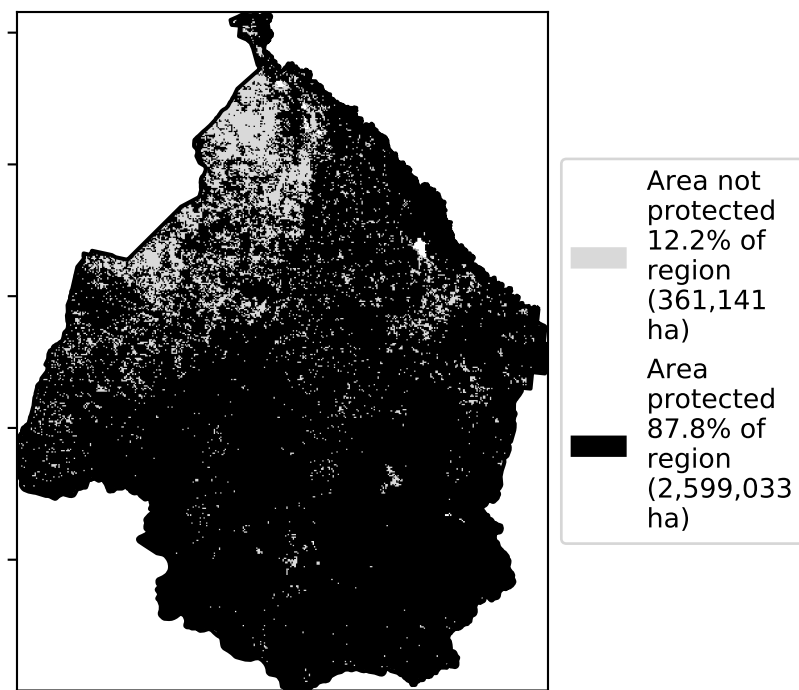 Area not
protected
12.2% of
region
(361,141
ha)
Area
protected
87.8% of
region
(2,599,033
ha)